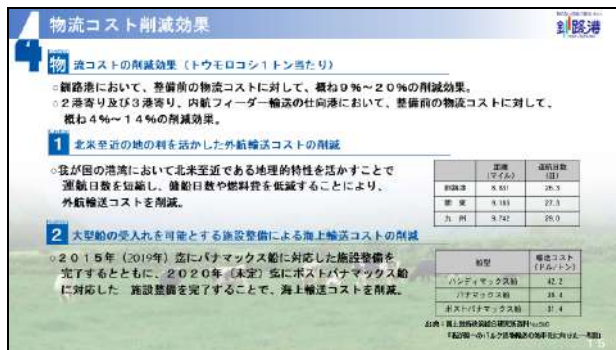 4 物流コスト削減効果
釧路港
物 流コストの削減効果（トウモロコシ1トン当たり）
○釧路港において、整備前の物流コストに対して、概ね9％～20％の削減効果。
○2港寄り及び3港寄り、内航フィーダー輸送の仕向港において、整備前の物流コストに対して、
概ね4％～14％の削減効果。
1 北米至近の地の利を活かした外航輸送コストの削減
○我が国の港湾において北米至近である地理的特性を活かすことで
運航日数を短縮し、傭船日数や燃料費を低減することにより、
外航輸送コストを削減。
距離（マイル） 運航日数（日）
釧路港 26.3
関東 27.3
九州 9,742 29.0
2 大型船の受入れを可能とする施設整備による海上輸送コストの削減
○2015年（2019年）迄にパナマックス船に対応した施設整備を
完了するとともに、2020年（未定）迄にポストパナマックス船
に対応した 施設整備を完了することで、海上輸送コストを削減。
船型 輸送コスト（ドル/トン）
ハンディマックス船 42.2
パナマックス船
ポストパナマックス船 31.4